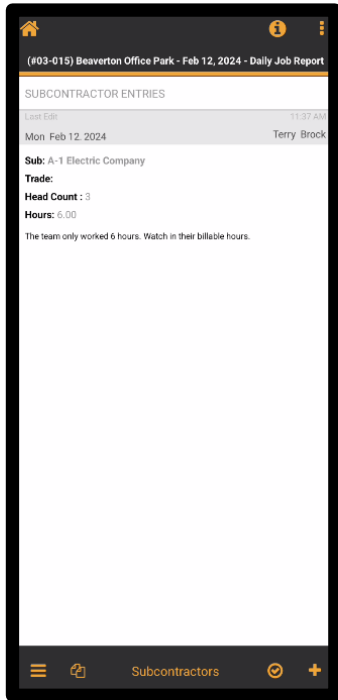 (#03-015) Beaverton Office Park - Feb 12, 2024 - Daily Job Report
SUBCONTRACTOR ENTRIES
Last Edit 11:37 AM
Mon Feb 12. 2024 Terry Brock
Sub: A-1 Electric Company
Trade:
Head Count : 3
Hours: 6.00
The team only worked 6 hours. Watch in their billable hours.
Subcontractors